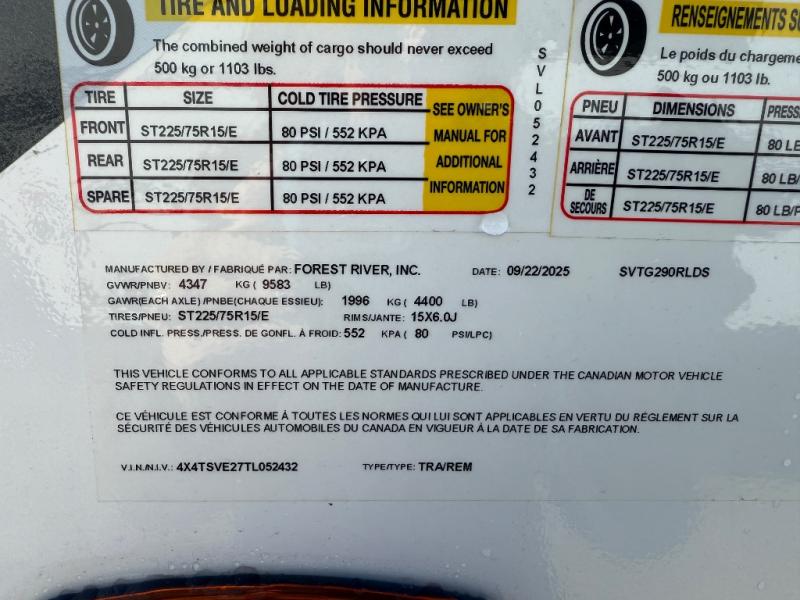 TIRE AND LOADING INFORMATION
The combined weight of cargo should never exceed
500 kg or 1103 lbs.
TIRE SIZE COLD TIRE PRESSURE
FRONT ST225/75R15/E 80 PSI / 552 KPA
REAR ST225/75R15/E 80 PSI / 552 KPA
SPARE ST225/75R15/E 80 PSI / 552 KPA
SEE OWNER'S
MANUAL FOR
ADDITIONAL
INFORMATION
SVL052432
RENSEIGNEMENTS S
Le poids du chargeme
500 kg ou 1103 lb.
PNEU DIMENSIONS PRESS
AVANT ST225/75R15/E 80 LB
ARRIÈRE ST225/75R15/E 80 LB/
DE
SECOURS ST225/75R15/E 80 LB/P
MANUFACTURED BY / FABRIQUÉ PAR: FOREST RIVER, INC. DATE: 09/22/2025 SVTG290RLDS
GVWR/PNBV: 4347 KG ( 9583 LB)
GAWR(EACH AXLE) /PNBE(CHAQUE ESSIEU): 1996 KG ( 4400 LB)
TIRES/PNEU: ST225/75R15/E RIMS/JANTE: 15X6.0J
COLD INFL. PRESS./PRESS. DE GONFL. À FROID: 552 KPA ( 80 PSI/LPC)
THIS VEHICLE CONFORMS TO ALL APPLICABLE STANDARDS PRESCRIBED UNDER THE CANADIAN MOTOR VEHICLE
SAFETY REGULATIONS IN EFFECT ON THE DATE OF MANUFACTURE.
CE VÉHICULE EST CONFORME À TOUTES LES NORMES QUI LUI SONT APPLICABLES EN VERTU DU RÉGLEMENT SUR LA
SÉCURITÉ DES VÉHICULES AUTOMOBILES DU CANADA EN VIGUEUR À LA DATE DE SA FABRICATION.
V.I.N./N.I.V.: 4X4TSVE27TL052432 TYPE/TYPE: TRA/REM